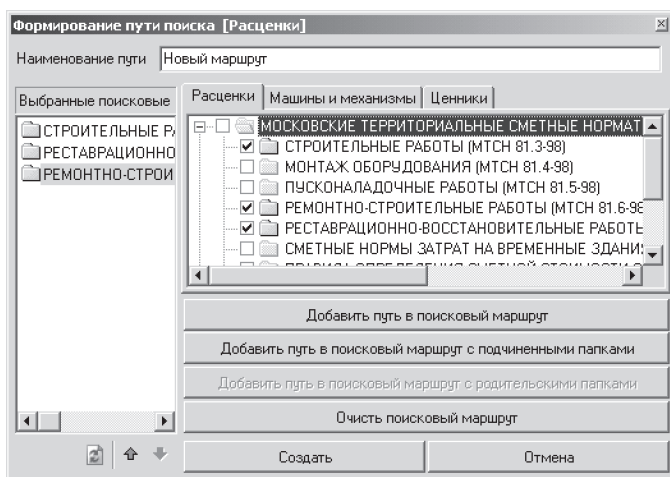 Формирование пути поиска [Расценки]
Наименование пути Новый маршрут
Выбранные поисковые
СТРОИТЕЛЬНЫЕ Р
РЕСТАВРАЦИОННО
РЕМОНТНО-СТРОИ
Расценки Машины и механизмы Ценники
МОСКОВСКИЕ ТЕРРИТОРИАЛЬНЫЕ СМЕТНЫЕ НОРМАТ
СТРОИТЕЛЬНЫЕ РАБОТЫ (МТСН 81.3-98)
МОНТАЖ ОБОРУДОВАНИЯ (МТСН 81.4-98)
ПУСКОНАЛАДОЧНЫЕ РАБОТЫ (МТСН 81.5-98)
РЕМОНТНО-СТРОИТЕЛЬНЫЕ РАБОТЫ (МТСН 81.6-98
РЕСТАВРАЦИОННО-ВОССТАНОВИТЕЛЬНЫЕ РАБОТЫ
СМЕТНЫЕ НОРМЫ ЗАТРАТ НА ВРЕМЕННЫЕ ЗДАНИ
Добавить путь в поисковый маршрут
Добавить путь в поисковый маршрут с подчиненными папками
Добавить путь в поисковый маршрут с родительскими папками
Очисть поисковый маршрут
Создать Отмена